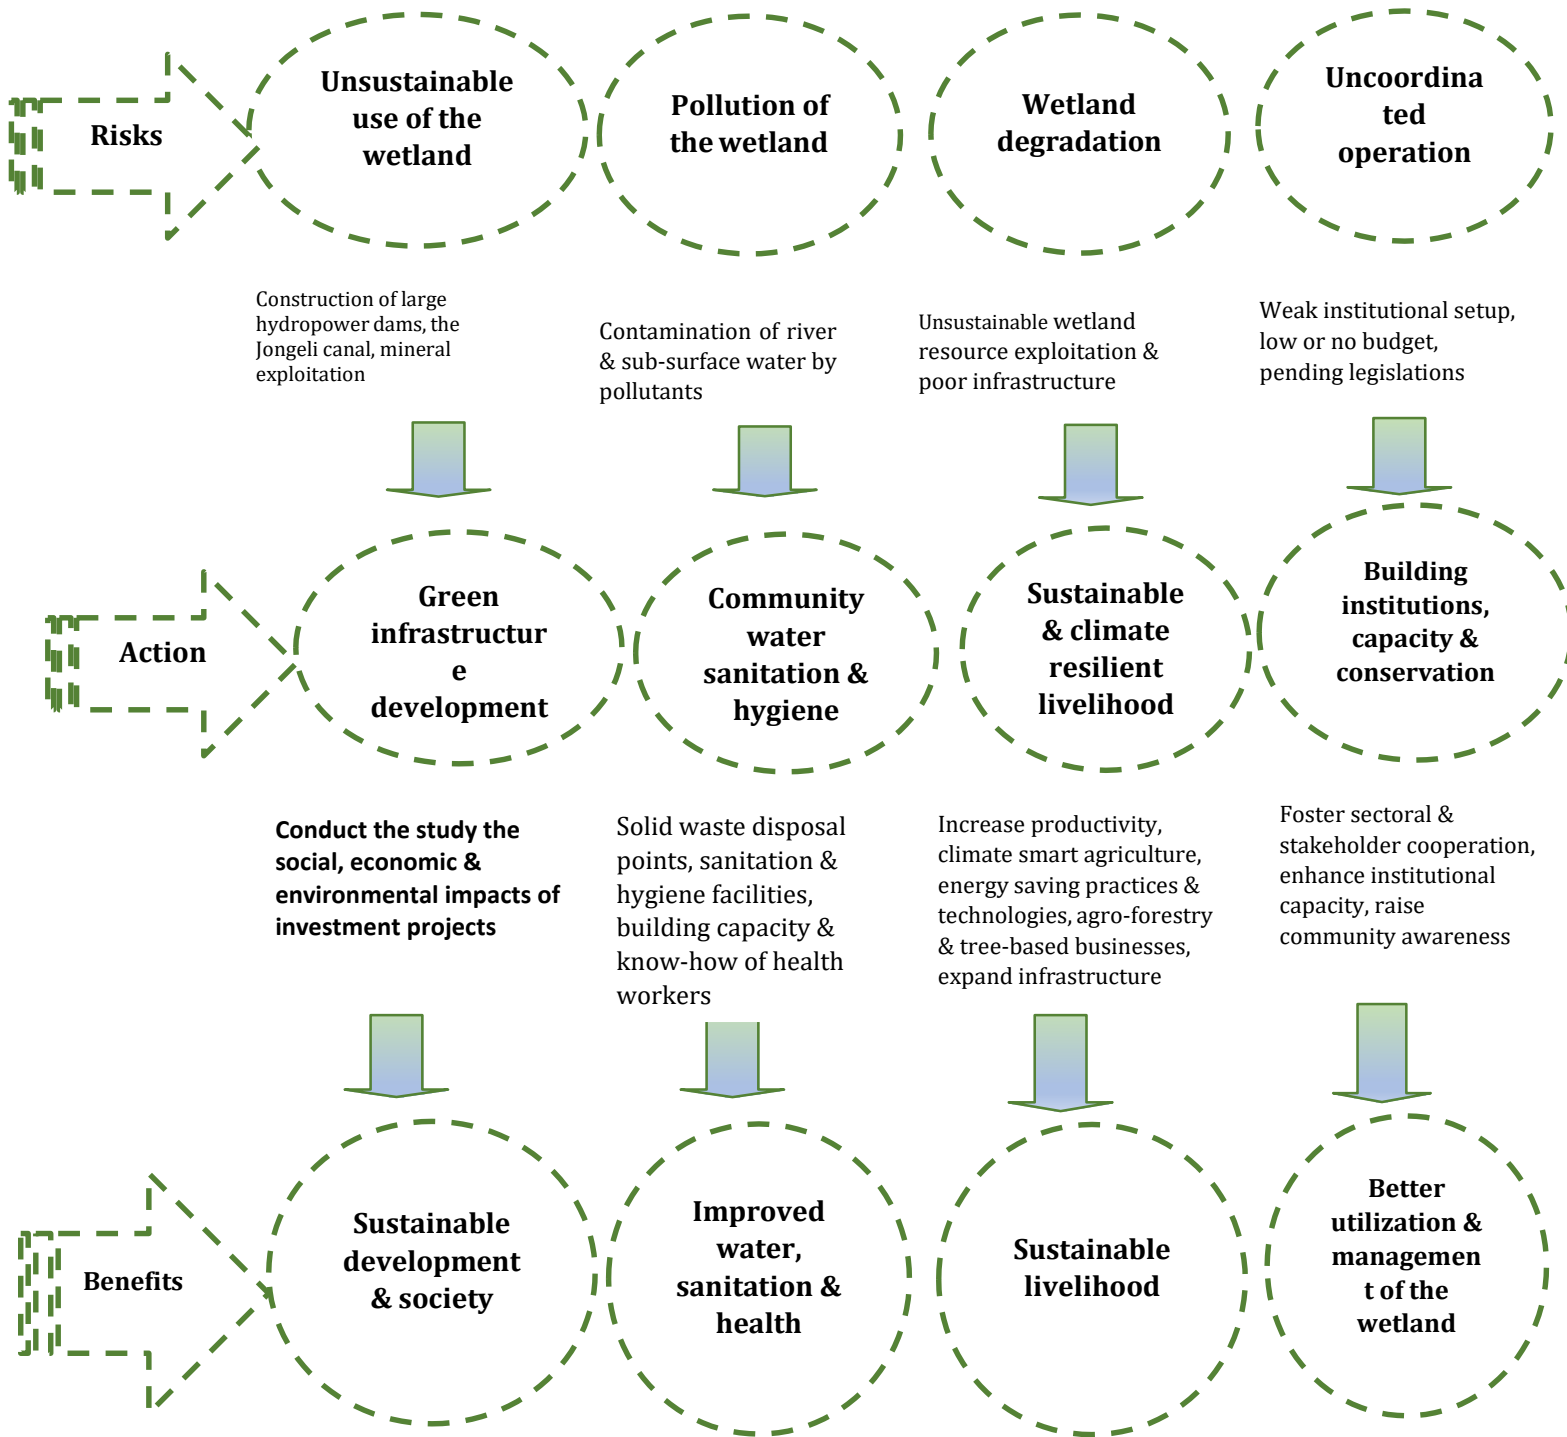 Risks
Unsustainable
use of the
wetland
Pollution of
the wetland
Wetland
degradation
Uncoordina
ted
operation
Construction of large
hydropower dams, the
Jongeli canal, mineral
exploitation
Contamination of river
& sub-surface water by
pollutants
Unsustainable wetland
resource exploitation &
poor infrastructure
Weak institutional setup,
low or no budget,
pending legislations
Action
Green
infrastructur
e
development
Community
water
sanitation &
hygiene
Sustainable
& climate
resilient
livelihood
Building
institutions,
capacity &
conservation
Conduct the study the
social, economic &
environmental impacts of
investment projects
Solid waste disposal
points, sanitation &
hygiene facilities,
building capacity &
know-how of health
workers
Increase productivity,
climate smart agriculture,
energy saving practices &
technologies, agro-forestry
& tree-based businesses,
expand infrastructure
Foster sectoral &
stakeholder cooperation,
enhance institutional
capacity, raise
community awareness
Benefits
Sustainable
development
& society
Improved
water,
sanitation &
health
Sustainable
livelihood
Better
utilization &
managemen
t of the
wetland